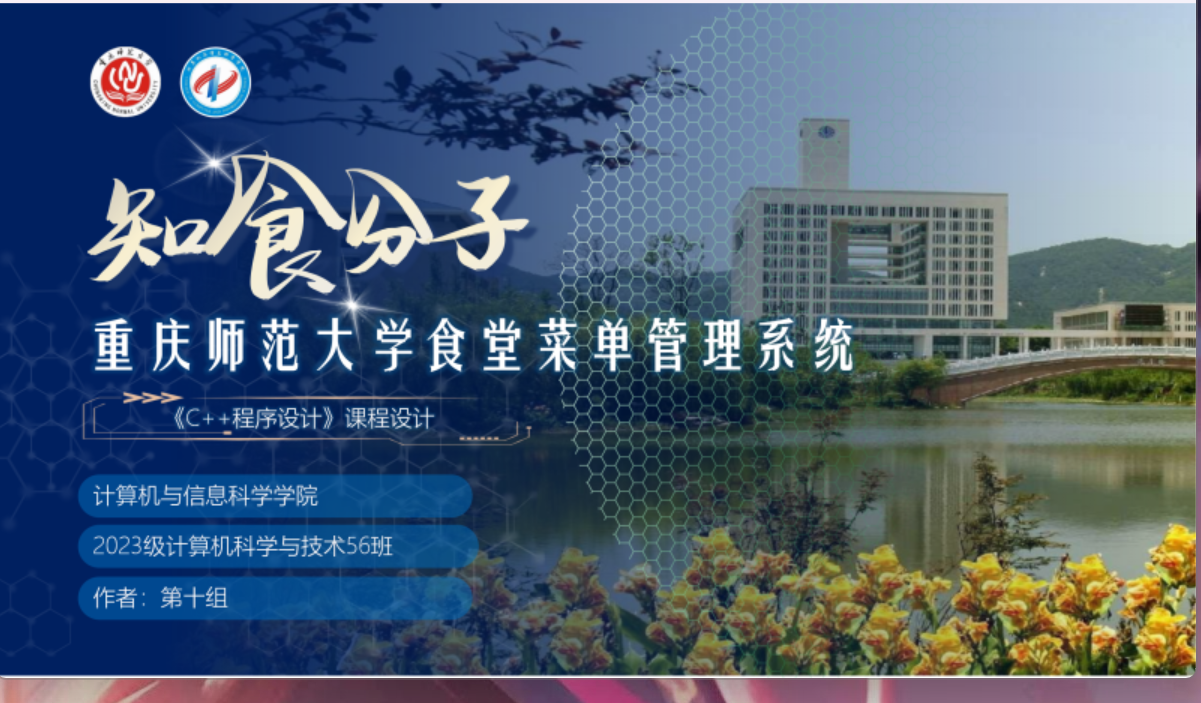 知食分子
重庆师范大学食堂菜单管理系统
《C++程序设计》课程设计
计算机与信息科学学院
2023级计算机科学与技术56班
作者：第十组